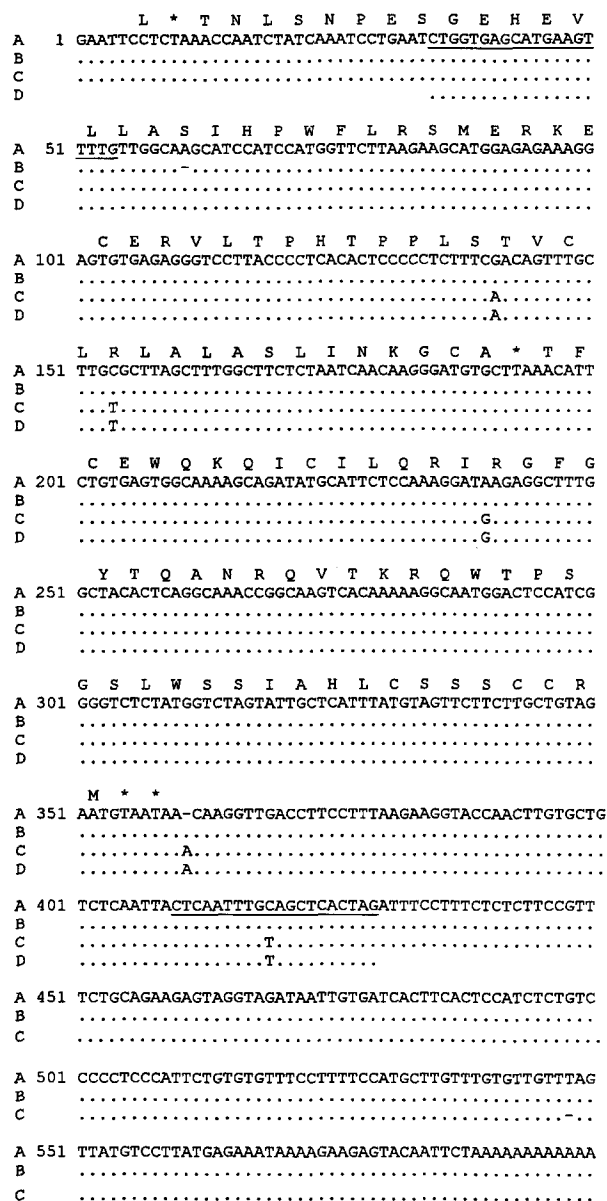 L * T N L S N P E S G E H E V
A 1 GAATTCCTCTAAACCAATCTATCAAATCCTGAATCTGGTGAGCATGAAGT
B ..................................................
C ..................................................
D ................
L L A S I H P W F L R S M E R K E
A 51 TTTGTTGGCAAGCATCCATCCATGGTTCTTAAGAAGCATGGAGAGAAAGG
B ..........-.......................................
C ..................................................
D ..................................................
C E R V L T P H T P P L S T V C
A 101 AGTGTGAGAGGGTCCTTACCCCTCACACTCCCCCTCTTTCGACAGTTTGC
B ..................................................
C ........................................A.........
D ........................................A.........
L R L A L A S L I N K G C A * T F
A 151 TTGCGCTTAGCTTTGGCTTCTCTAATCAACAAGGGATGTGCTTAAACATT
B ..................................................
C ...T..............................................
D ...T..............................................
C E W Q K Q I C I L Q R I R G F G
A 201 CTGTGAGTGGCAAAAGCAGATATGCATTCTCCAAAGGATAAGAGGCTTTG
B ..................................................
C .......................................G..........
D .......................................G..........
Y T Q A N R Q V T K R Q W T P S
A 251 GCTACACTCAGGCAAACCGGCAAGTCACAAAAAGGCAATGGACTCCATCG
B ..................................................
C ..................................................
D ..................................................
G S L W S S I A H L C S S S C C R
A 301 GGGTCTCTATGGTCTAGTATTGCTCATTTATGTAGTTCTTCTTGCTGTAG
B ..................................................
C ..................................................
D ..................................................
M * *
A 351 AATGTAATAA-CAAGGTTGACCTTCCTTTAAGAAGGTACCAACTTGTGCTG
B ...................................................
C ..........A........................................
D ..........A........................................
A 401 TCTCAATTACTCAATTTGCAGCTCACTAGATTTCCTTTCTCTCTTCCGTT
B ..................................................
C ..................T...............................
D ..................T..........
A 451 TCTGCAGAAGAGTAGGTAGATAATTGTGATCACTTCACTCCATCTCTGTC
B ..................................................
C ..................................................
A 501 CCCCTCCCATTCTGTGTGTTTCCTTTTCCATGCTTGTTTGTGTTGTTTAG
B ..................................................
C ...............................................-..
A 551 TTATGTCCTTATGAGAAATAAAAGAAGAGTACAATTCTAAAAAAAAAAAA
B ..................................................
C ..................................................